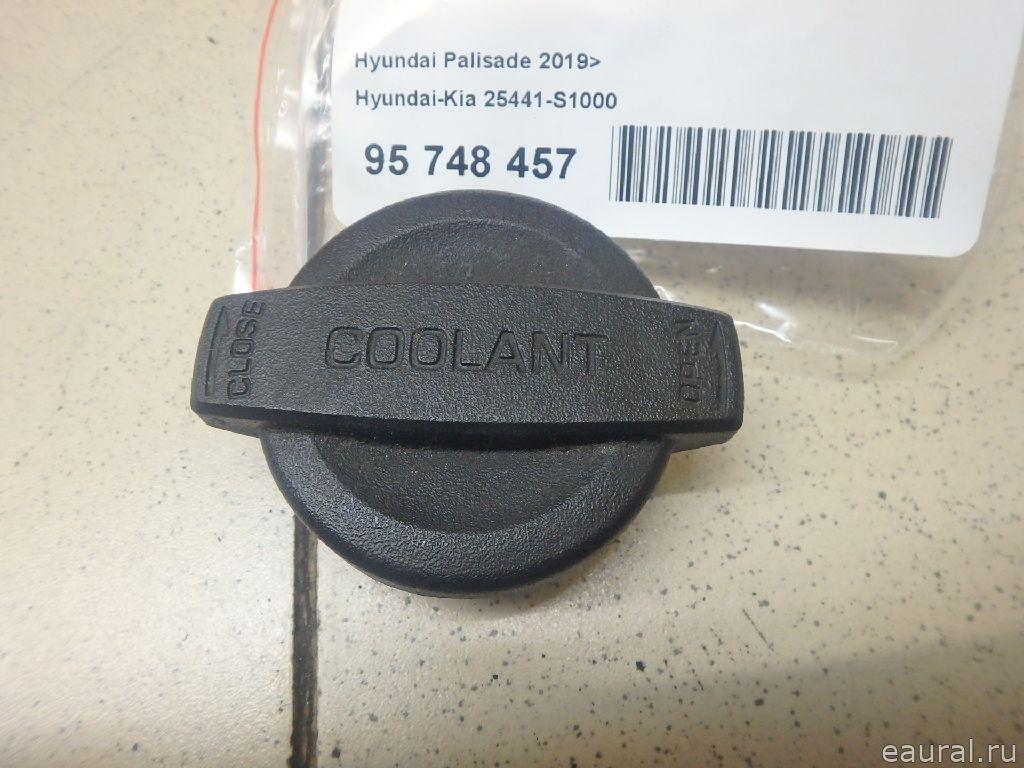 Hyundai Palisade 2019>
Hyundai-Kia 25441-S1000
95 748 457
CLOSE
COOLANT
OPEN
eaural.ru